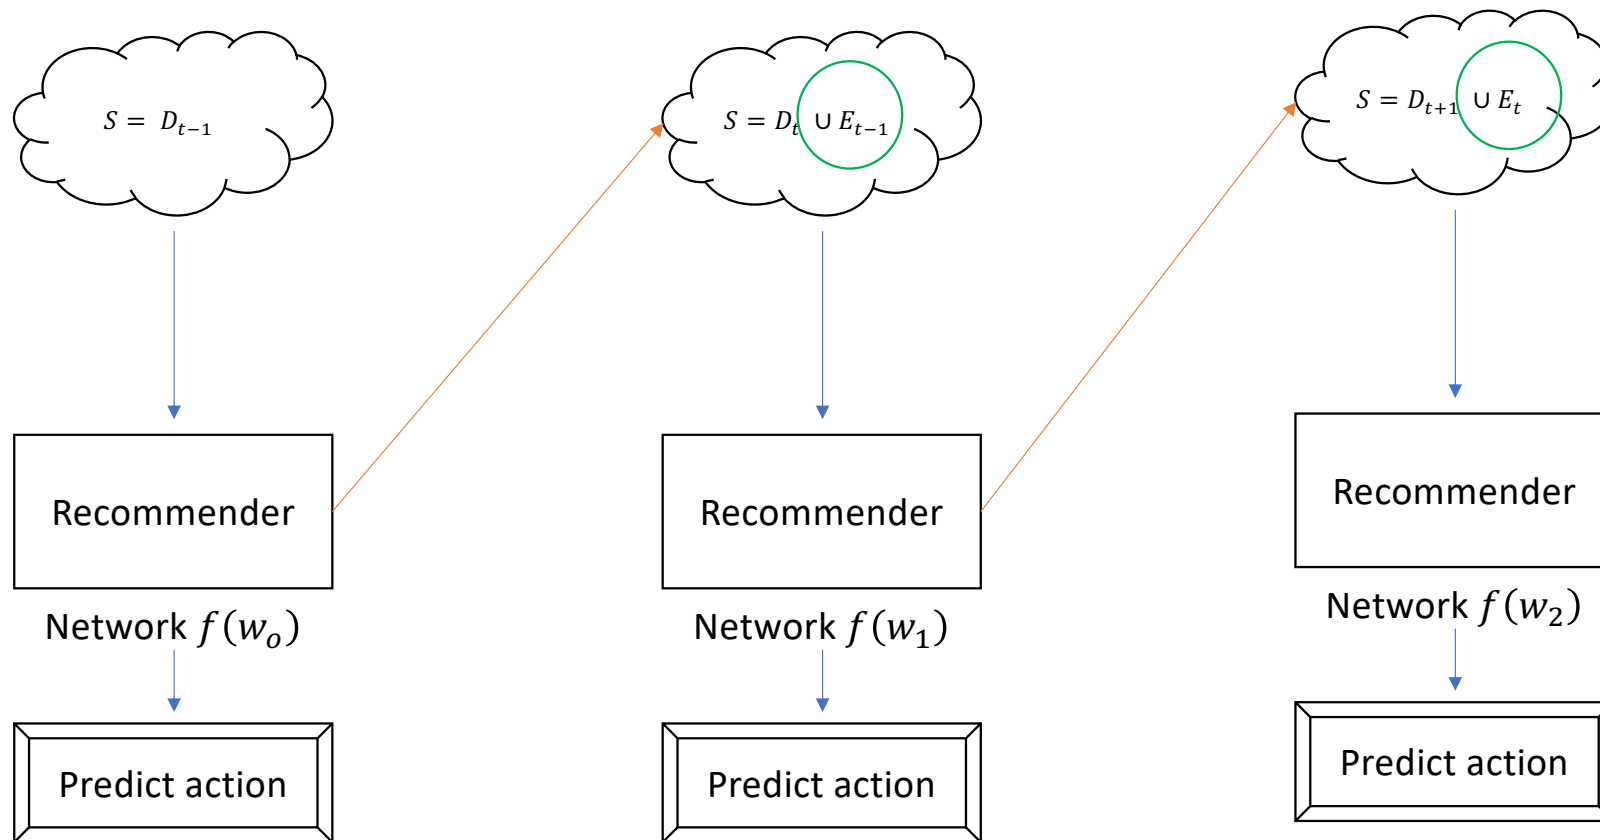 S = D_{t−1}
Recommender
Network f(w_o)
Predict action
S = D_t ∪ E_{t−1}
Recommender
Network f(w_1)
Predict action
S = D_{t+1} ∪ E_t
Recommender
Network f(w_2)
Predict action